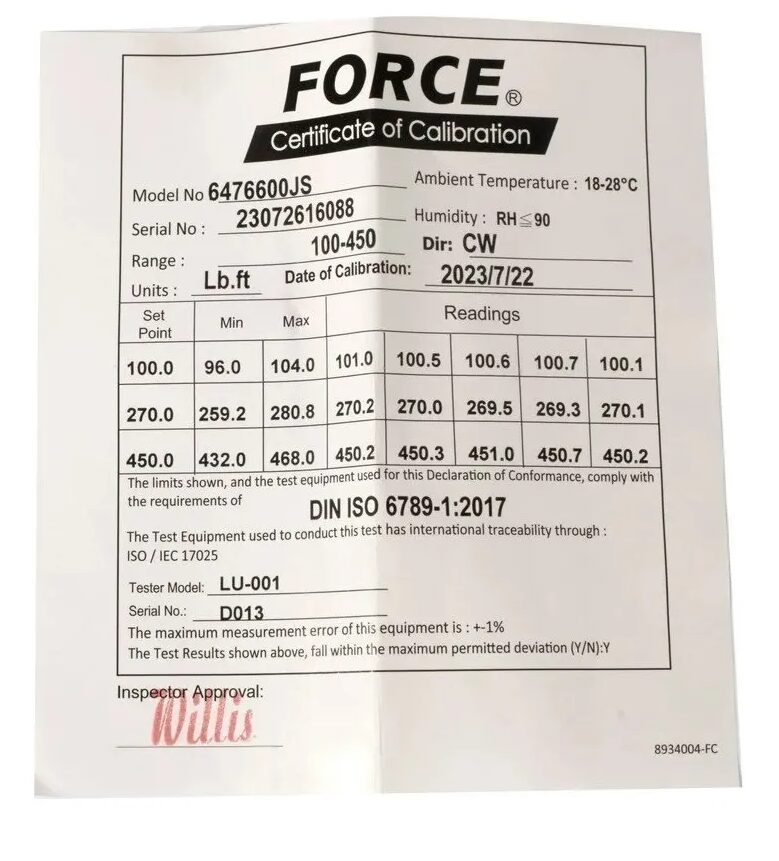 FORCE®
Certificate of Calibration
Model No 6476600JS Ambient Temperature : 18-28°C
Serial No : 23072616088 Humidity : RH≦90
Range : 100-450 Dir: CW
Units : Lb.ft Date of Calibration: 2023/7/22
Set Point Min Max Readings
100.0 96.0 104.0 101.0 100.5 100.6 100.7 100.1
270.0 259.2 280.8 270.2 270.0 269.5 269.3 270.1
450.0 432.0 468.0 450.2 450.3 451.0 450.7 450.2
The limits shown, and the test equipment used for this Declaration of Conformance, comply with
the requirements of
DIN ISO 6789-1:2017
The Test Equipment used to conduct this test has international traceability through :
ISO / IEC 17025
Tester Model: LU-001
Serial No.: D013
The maximum measurement error of this equipment is : +-1%
The Test Results shown above, fall within the maximum permitted deviation (Y/N):Y
Inspector Approval:
Willis
8934004-FC